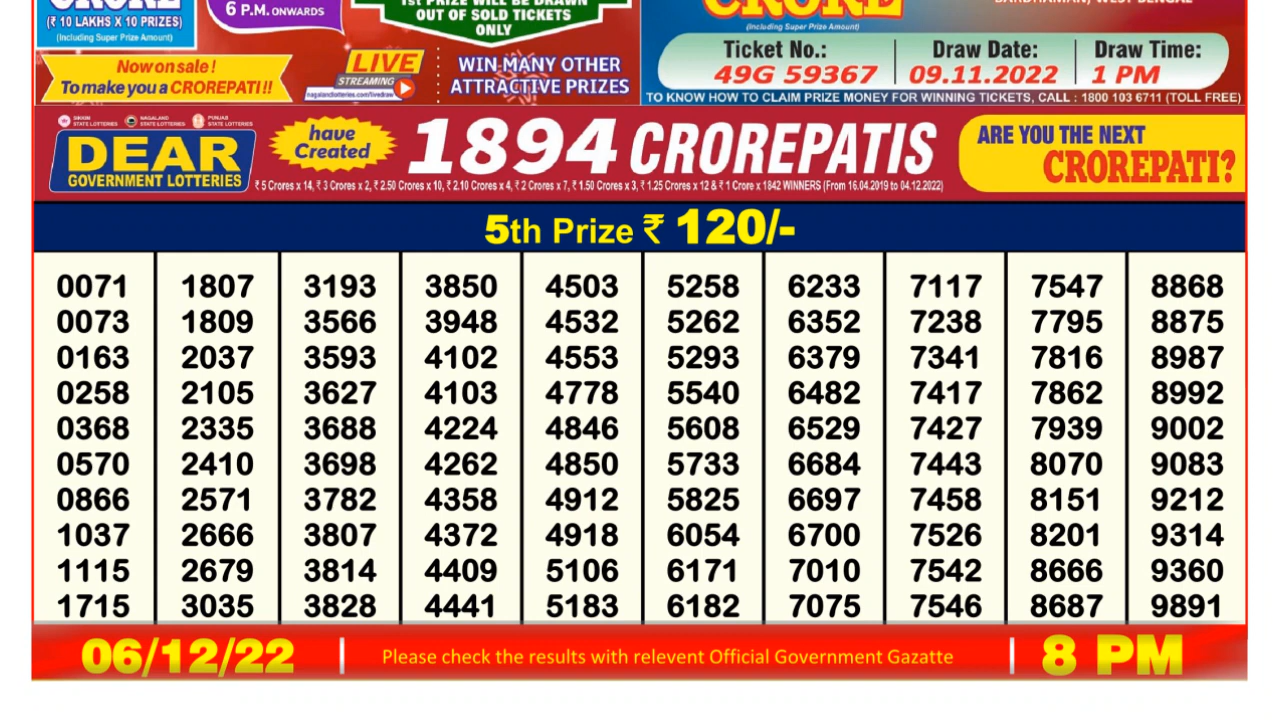 CRORE
(₹ 10 LAKHS X 10 PRIZES)
(Including Super Prize Amount)
6 P.M. ONWARDS
1st PRIZE WILL BE DRAWN
OUT OF SOLD TICKETS
ONLY
Now on sale !
To make you a CROREPATI !!
LIVE
STREAMING
nagalandlotteries.com/livedraw
WIN MANY OTHER
ATTRACTIVE PRIZES
CRORE
(Including Super Prize Amount)
BARDHAMAN, WEST BENGAL
Ticket No.: Draw Date: Draw Time:
49G 59367 09.11.2022 1 PM
TO KNOW HOW TO CLAIM PRIZE MONEY FOR WINNING TICKETS, CALL : 1800 103 6711 (TOLL FREE)
SIKKIM STATE LOTTERIES NAGALAND STATE LOTTERIES PUNJAB STATE LOTTERIES
DEAR
GOVERNMENT LOTTERIES
have
Created
1894 CROREPATIS
₹ 5 Crores x 14, ₹ 3 Crores x 2, ₹ 2.50 Crores x 10, ₹ 2.10 Crores x 4, ₹ 2 Crores x 7, ₹ 1.50 Crores x 3, ₹ 1.25 Crores x 12 & ₹ 1 Crore x 1842 WINNERS (From 16.04.2019 to 04.12.2022)
ARE YOU THE NEXT
CROREPATI?
5th Prize ₹ 120/-
0071 1807 3193 3850 4503 5258 6233 7117 7547 8868
0073 1809 3566 3948 4532 5262 6352 7238 7795 8875
0163 2037 3593 4102 4553 5293 6379 7341 7816 8987
0258 2105 3627 4103 4778 5540 6482 7417 7862 8992
0368 2335 3688 4224 4846 5608 6529 7427 7939 9002
0570 2410 3698 4262 4850 5733 6684 7443 8070 9083
0866 2571 3782 4358 4912 5825 6697 7458 8151 9212
1037 2666 3807 4372 4918 6054 6700 7526 8201 9314
1115 2679 3814 4409 5106 6171 7010 7542 8666 9360
1715 3035 3828 4441 5183 6182 7075 7546 8687 9891
06/12/22 Please check the results with relevent Official Government Gazatte 8 PM